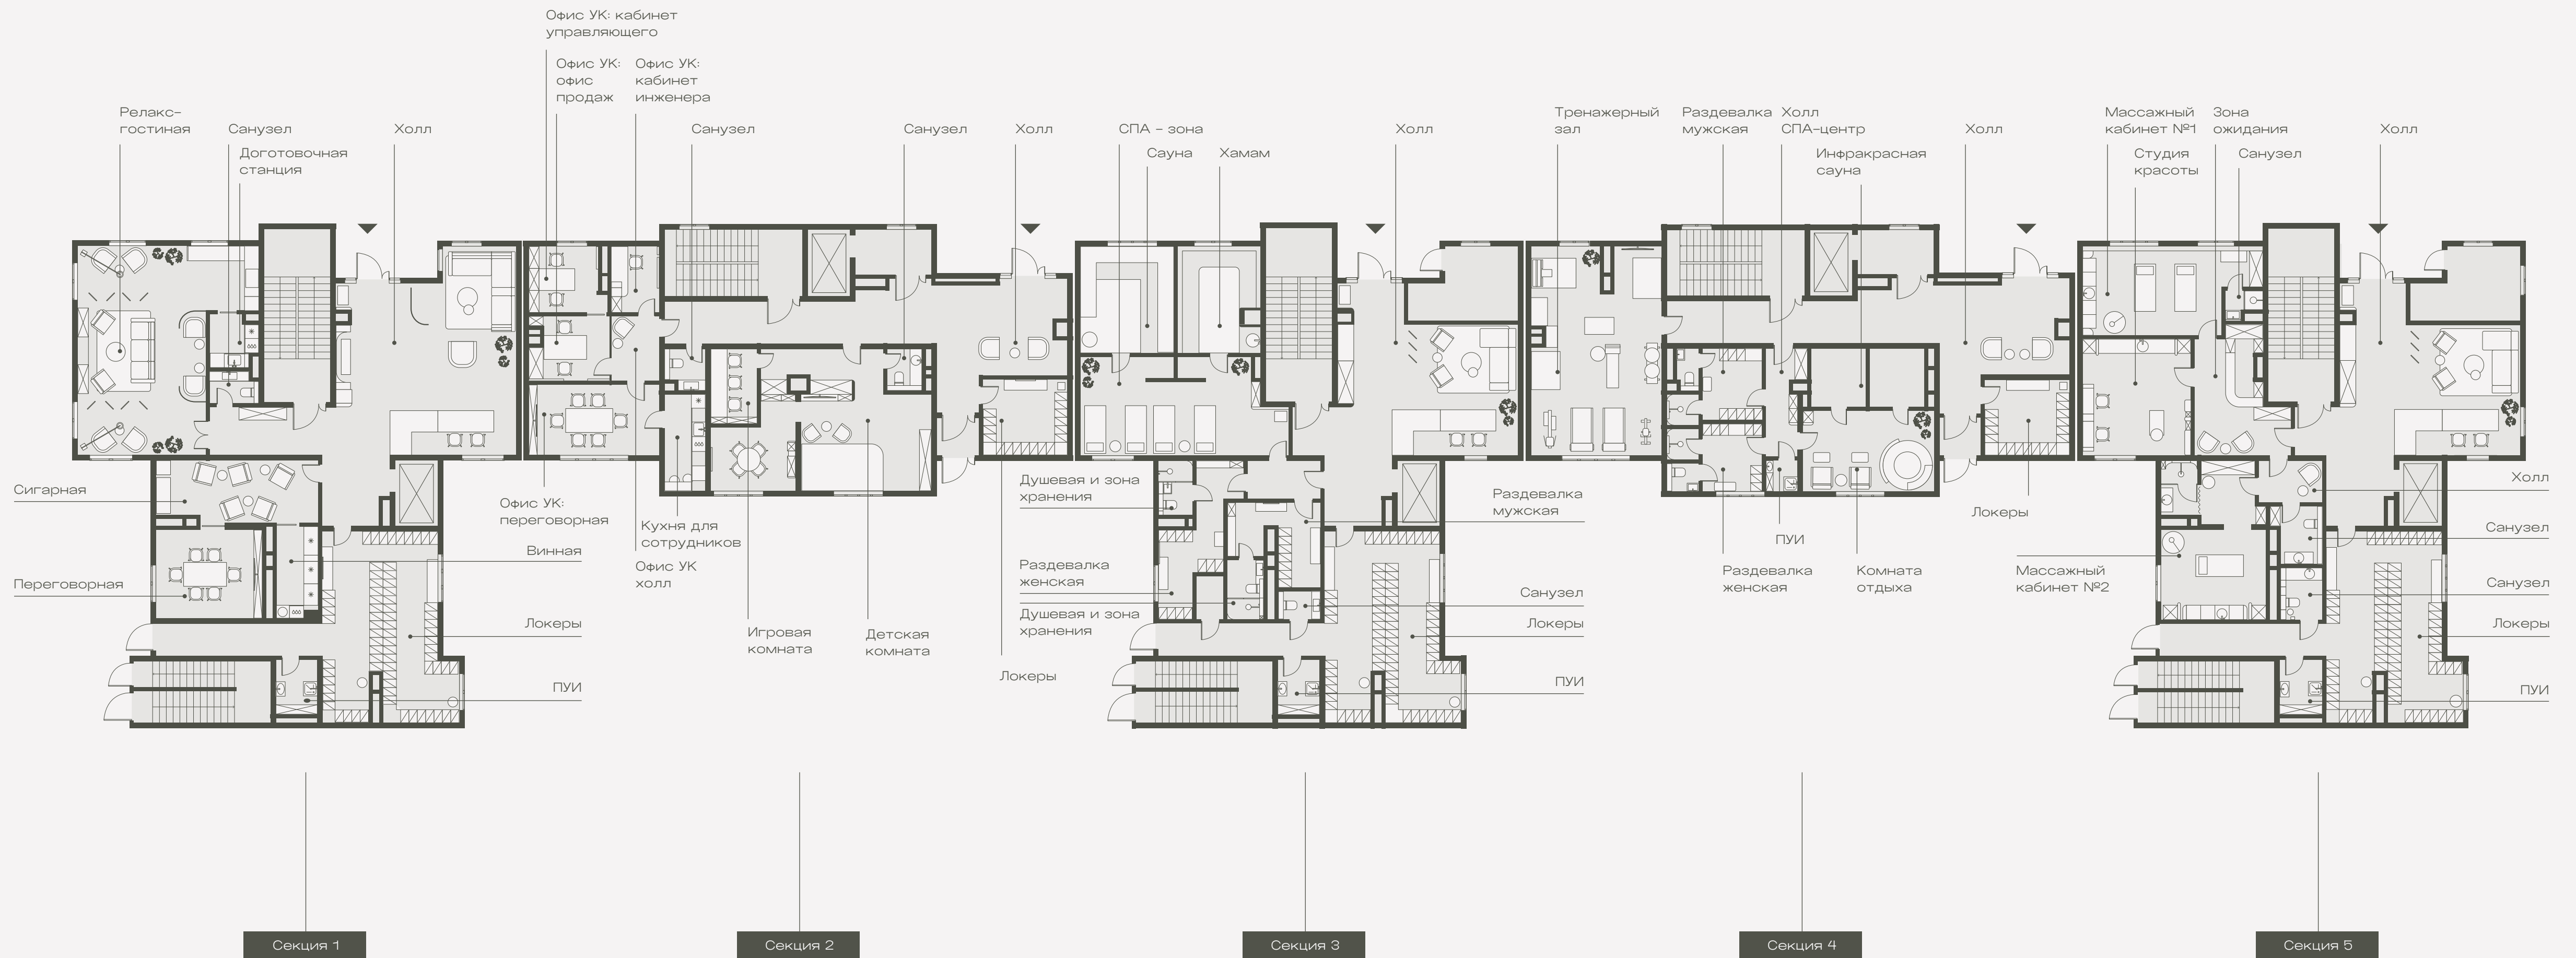 Офис УК: кабинет
управляющего
Офис УК:
офис
продаж
Офис УК:
кабинет
инженера
Релакс-
гостиная
Санузел
Доготовочная
станция
Холл
Санузел
Санузел
Холл
СПА - зона
Сауна
Хамам
Холл
Тренажерный
зал
Раздевалка
мужская
Холл
СПА-центр
Инфракрасная
сауна
Холл
Массажный
кабинет №1
Студия
красоты
Зона
ожидания
Санузел
Холл
Сигарная
Переговорная
Офис УК:
переговорная
Винная
Локеры
ПУИ
Кухня для
сотрудников
Офис УК
холл
Игровая
комната
Детская
комната
Душевая и зона
хранения
Раздевалка
женская
Душевая и зона
хранения
Локеры
Раздевалка
мужская
Санузел
Локеры
ПУИ
ПУИ
Раздевалка
женская
Комната
отдыха
Локеры
Массажный
кабинет №2
Холл
Санузел
Санузел
Локеры
ПУИ
Секция 1
Секция 2
Секция 3
Секция 4
Секция 5